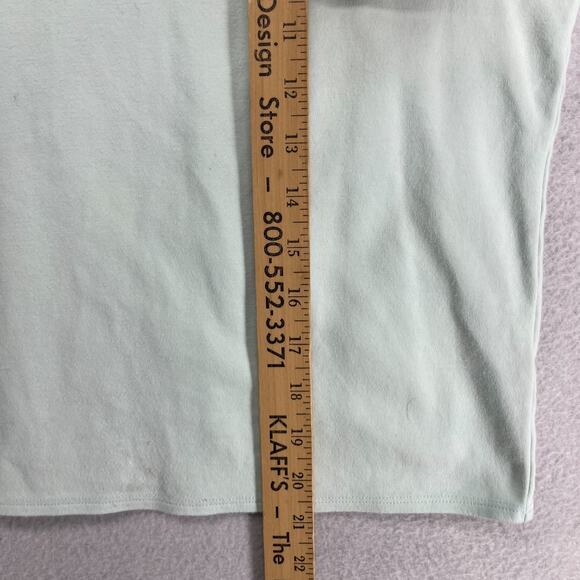 Design Store – 800-552-3371 KLAFF'S – The
11 12 13 14 15 16 17 18 19 20 21 22